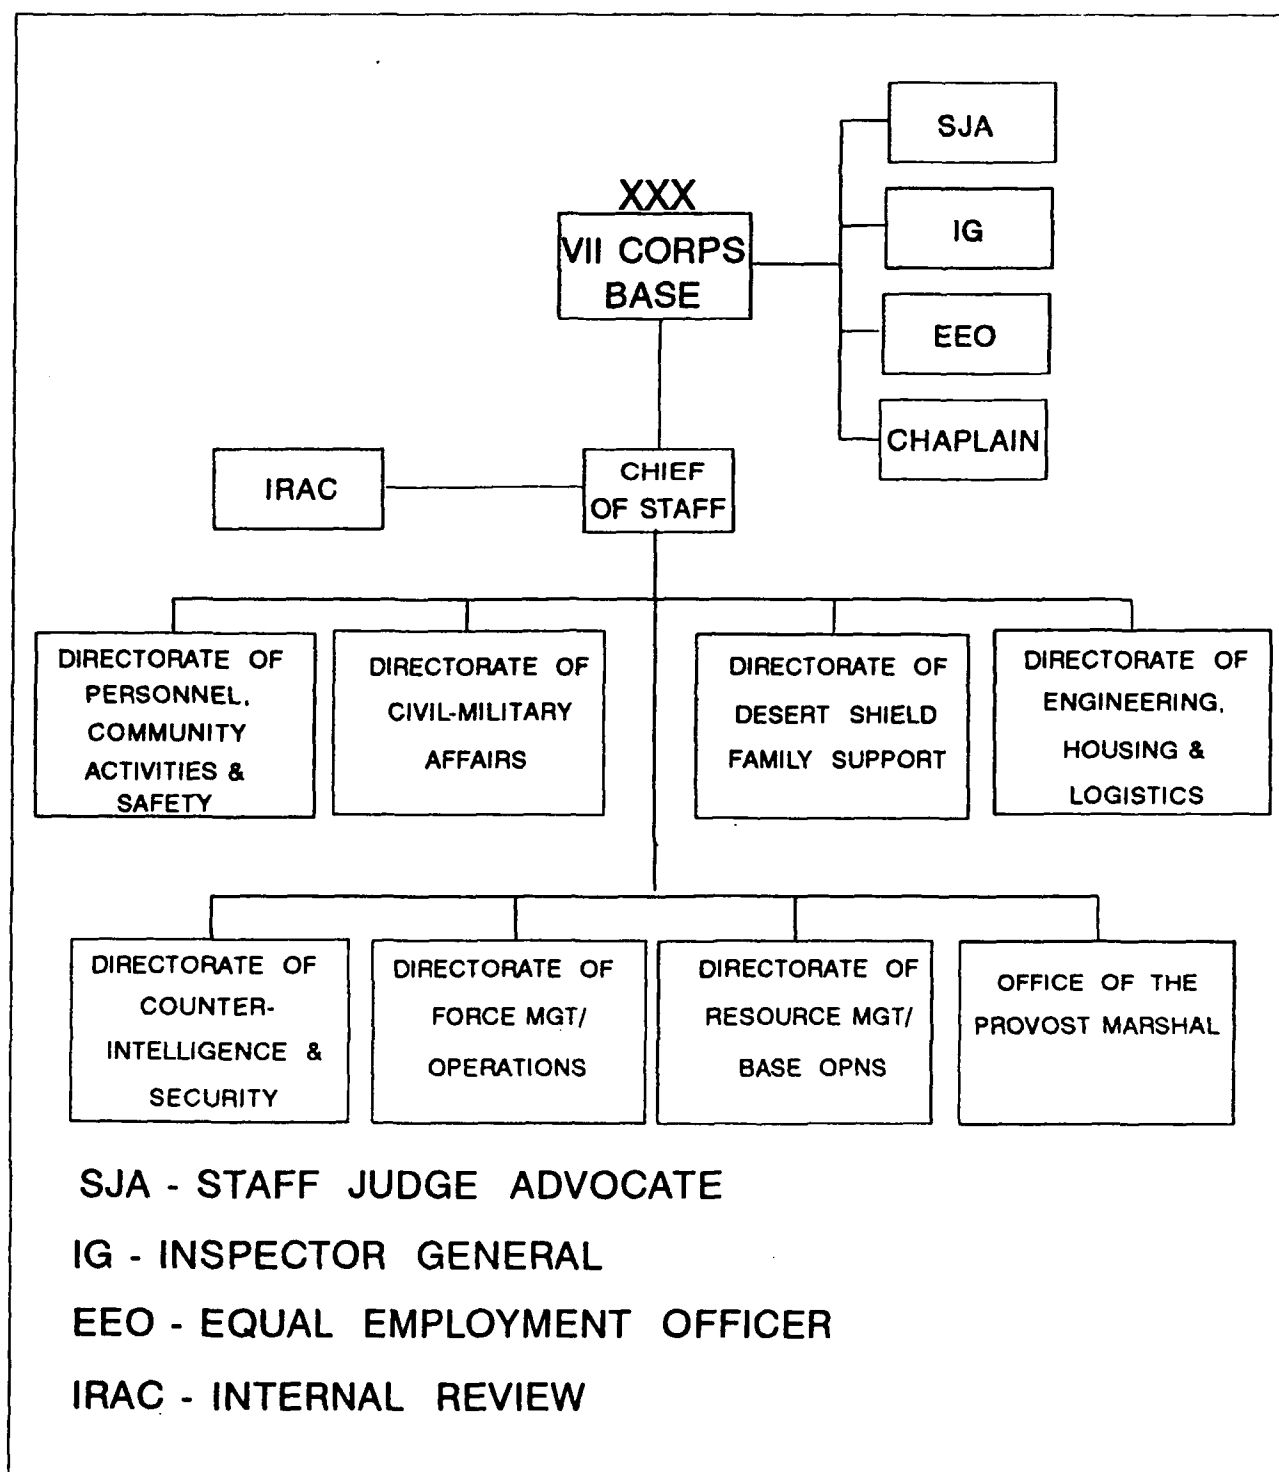 SJA
XXX
VII CORPS
BASE
IG
EEO
CHAPLAIN
IRAC
CHIEF
OF STAFF
DIRECTORATE OF
PERSONNEL,
COMMUNITY
ACTIVITIES &
SAFETY
DIRECTORATE OF
CIVIL-MILITARY
AFFAIRS
DIRECTORATE OF
DESERT SHIELD
FAMILY SUPPORT
DIRECTORATE OF
ENGINEERING,
HOUSING &
LOGISTICS
DIRECTORATE OF
COUNTER-
INTELLIGENCE &
SECURITY
DIRECTORATE OF
FORCE MGT/
OPERATIONS
DIRECTORATE OF
RESOURCE MGT/
BASE OPNS
OFFICE OF THE
PROVOST MARSHAL
SJA - STAFF JUDGE ADVOCATE
IG - INSPECTOR GENERAL
EEO - EQUAL EMPLOYMENT OFFICER
IRAC - INTERNAL REVIEW